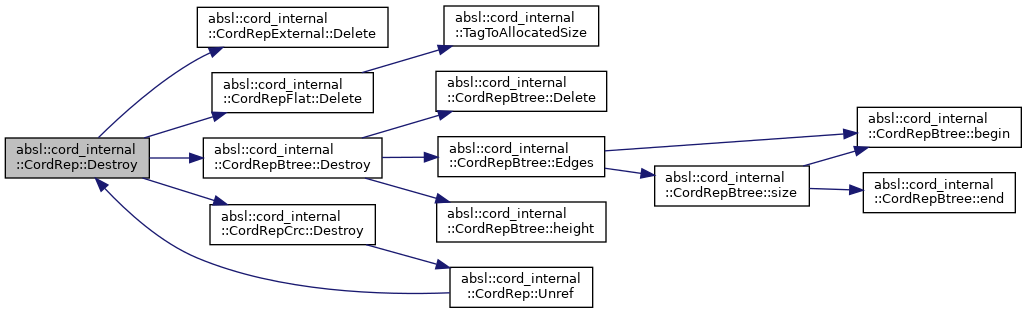 absl::cord_internal
::CordRepExternal::Delete
absl::cord_internal
::TagToAllocatedSize
absl::cord_internal
::CordRepFlat::Delete
absl::cord_internal
::CordRepBtree::Delete
absl::cord_internal
::CordRep::Destroy
absl::cord_internal
::CordRepBtree::Destroy
absl::cord_internal
::CordRepBtree::Edges
absl::cord_internal
::CordRepBtree::begin
absl::cord_internal
::CordRepBtree::size
absl::cord_internal
::CordRepBtree::end
absl::cord_internal
::CordRepCrc::Destroy
absl::cord_internal
::CordRepBtree::height
absl::cord_internal
::CordRep::Unref